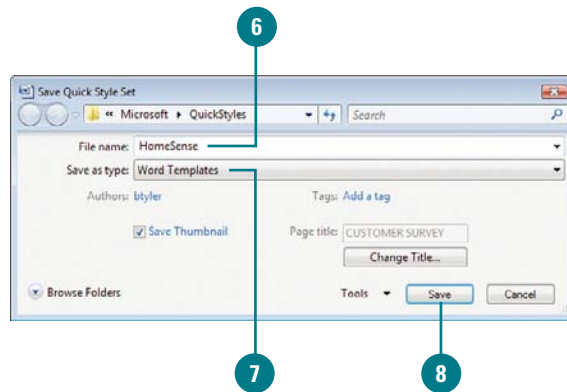 6
Save Quick Style Set
« Microsoft ▸ QuickStyles Search
File name: HomeSense
Save as type: Word Templates
Authors: btyler Tags: Add a tag
Save Thumbnail Page title: CUSTOMER SURVEY
Change Title...
Browse Folders Tools Save Cancel
7 8